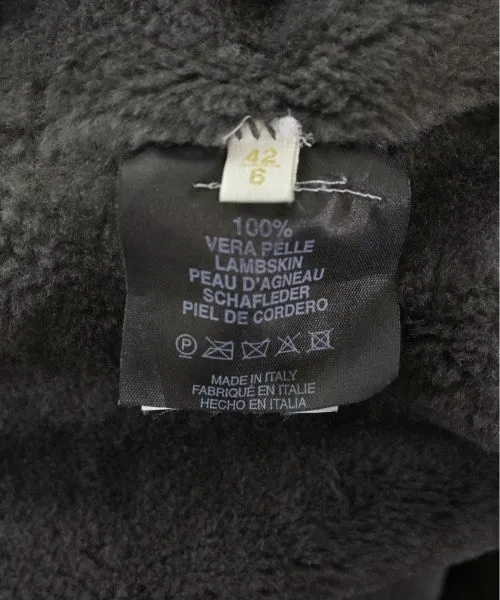 42
6
100%
VERA PELLE
LAMBSKIN
PEAU D'AGNEAU
SCHAFLEDER
PIEL DE CORDERO
P
MADE IN ITALY
FABRIQUÉ EN ITALIE
HECHO EN ITALIA